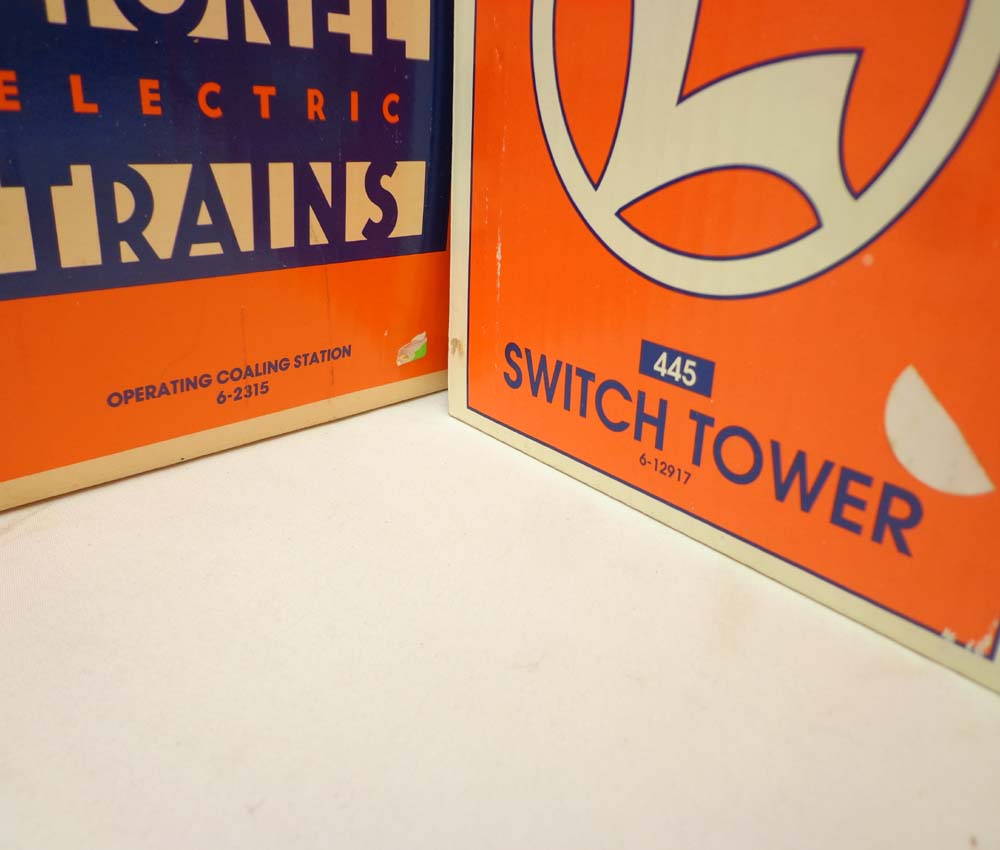 ELECTRIC
TRAINS
OPERATING COALING STATION
6-2315
445
SWITCH TOWER
6-12917